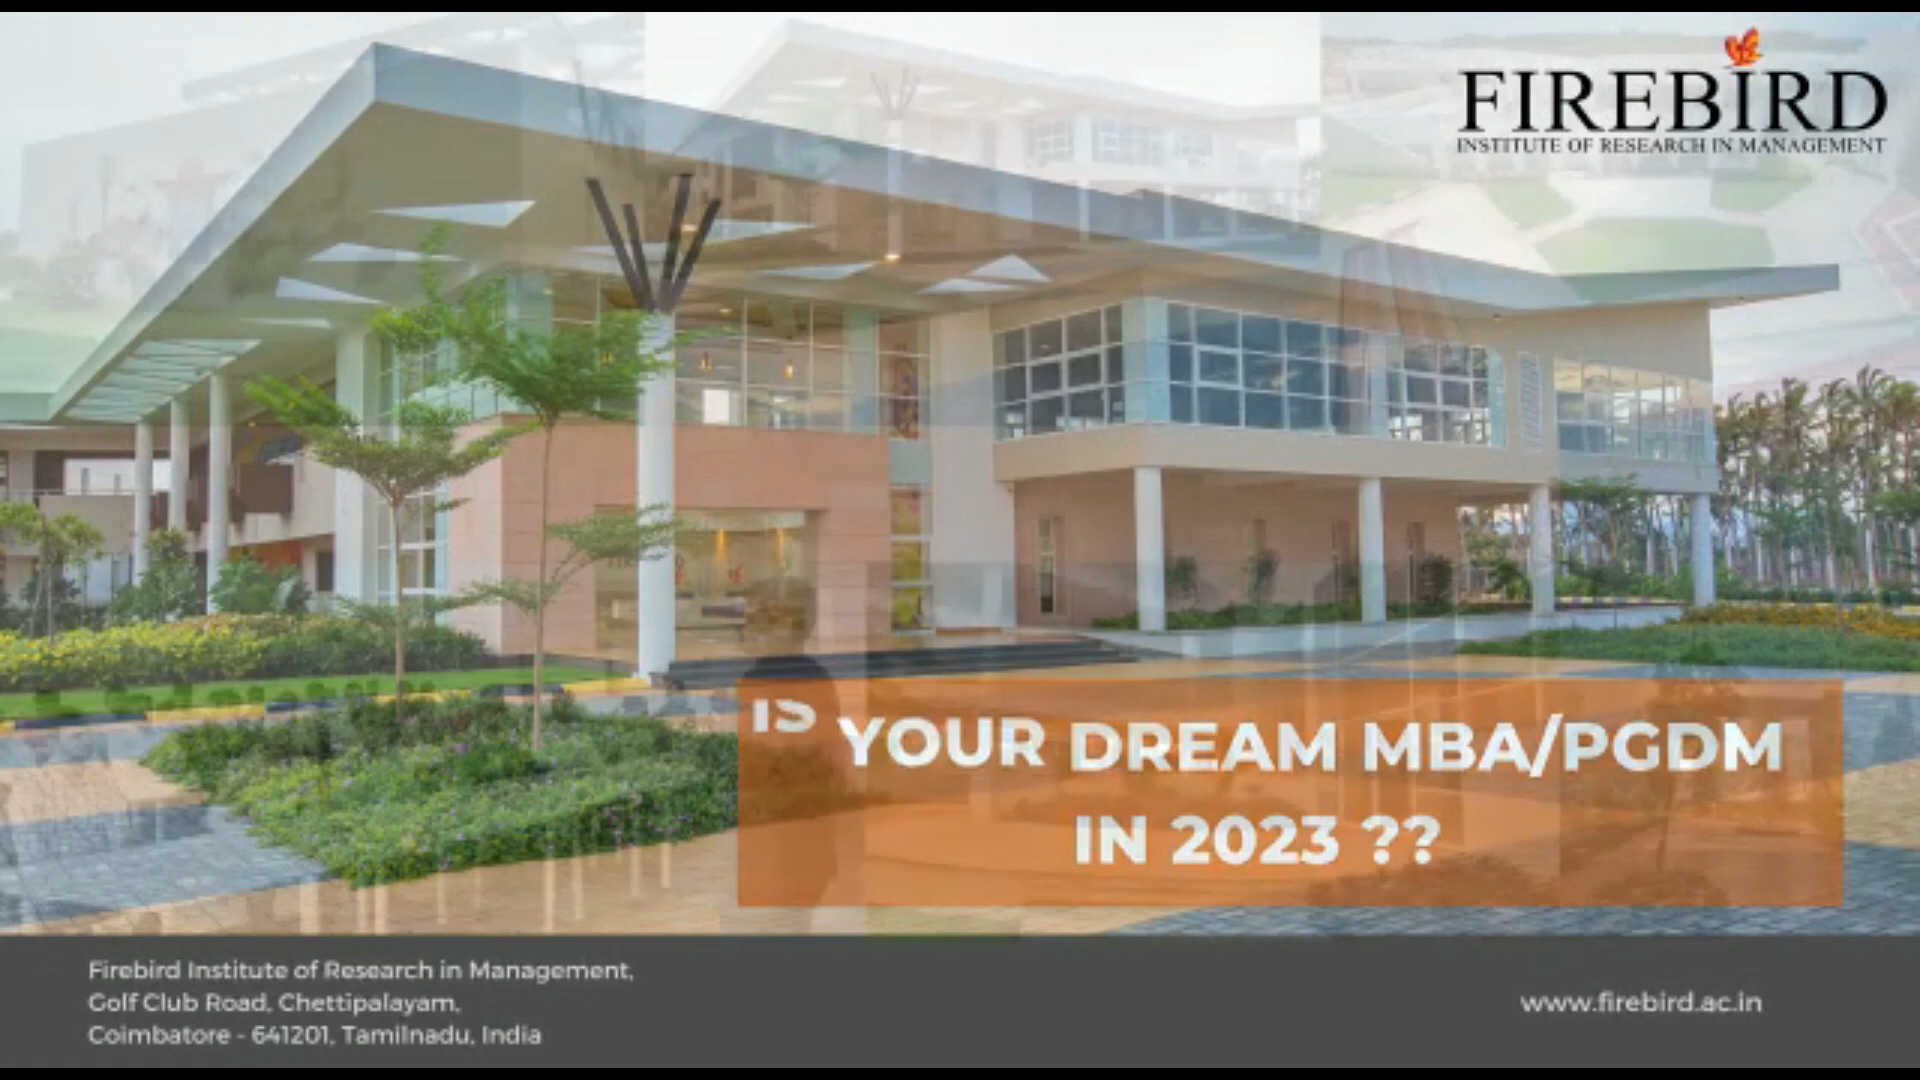 FIREBIRD
INSTITUTE OF RESEARCH IN MANAGEMENT
IS YOUR DREAM MBA/PGDM
IN 2023 ??
Firebird Institute of Research in Management,
Golf Club Road, Chettipalayam,
Coimbatore - 641201, Tamilnadu, India
www.firebird.ac.in